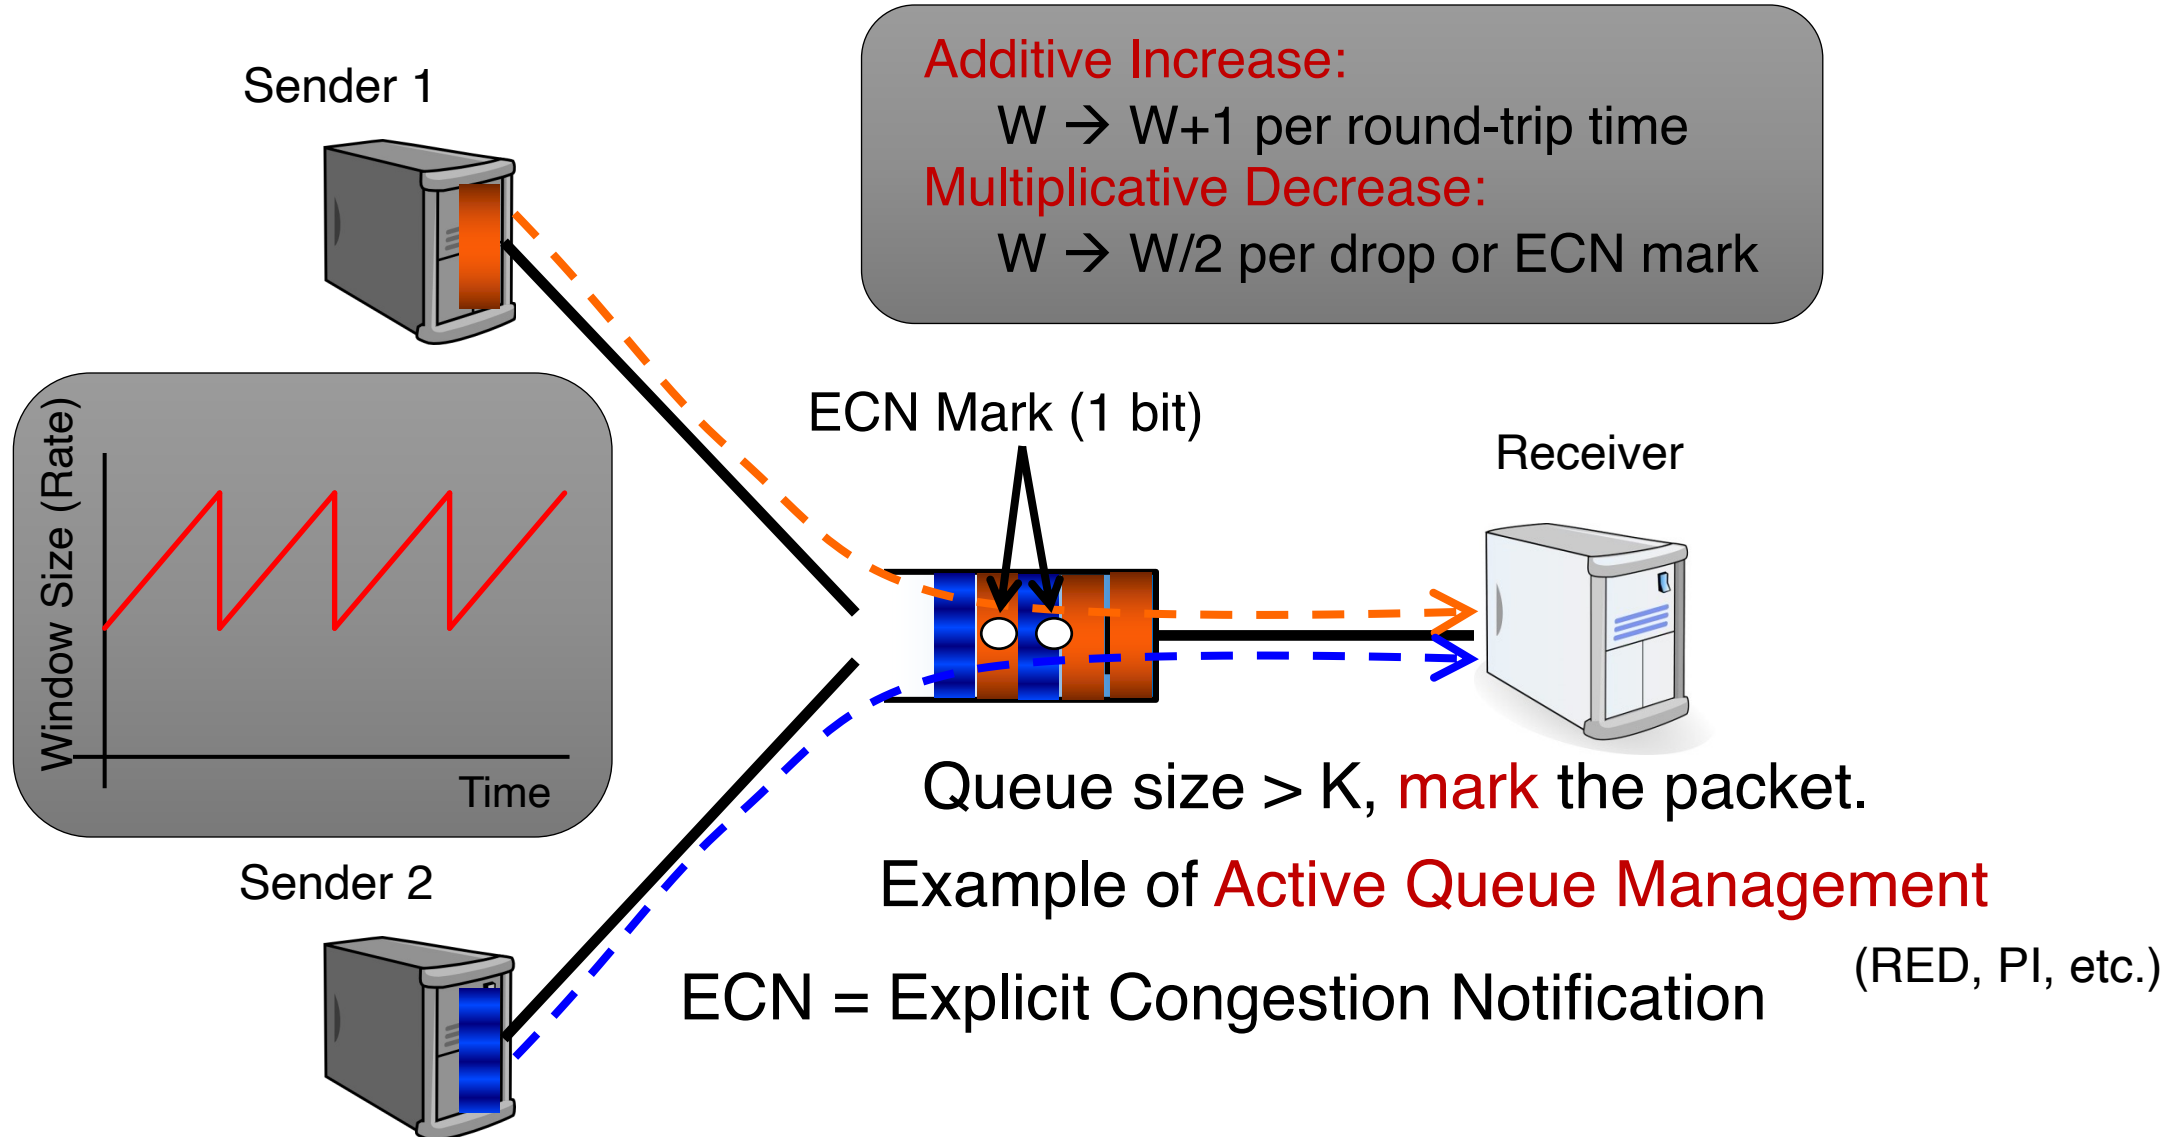 Sender 1
Additive Increase:
W → W+1 per round-trip time
Multiplicative Decrease:
W → W/2 per drop or ECN mark
Window Size (Rate)
Time
ECN Mark (1 bit)
Receiver
Queue size > K, mark the packet.
Sender 2
Example of Active Queue Management
(RED, PI, etc.)
ECN = Explicit Congestion Notification